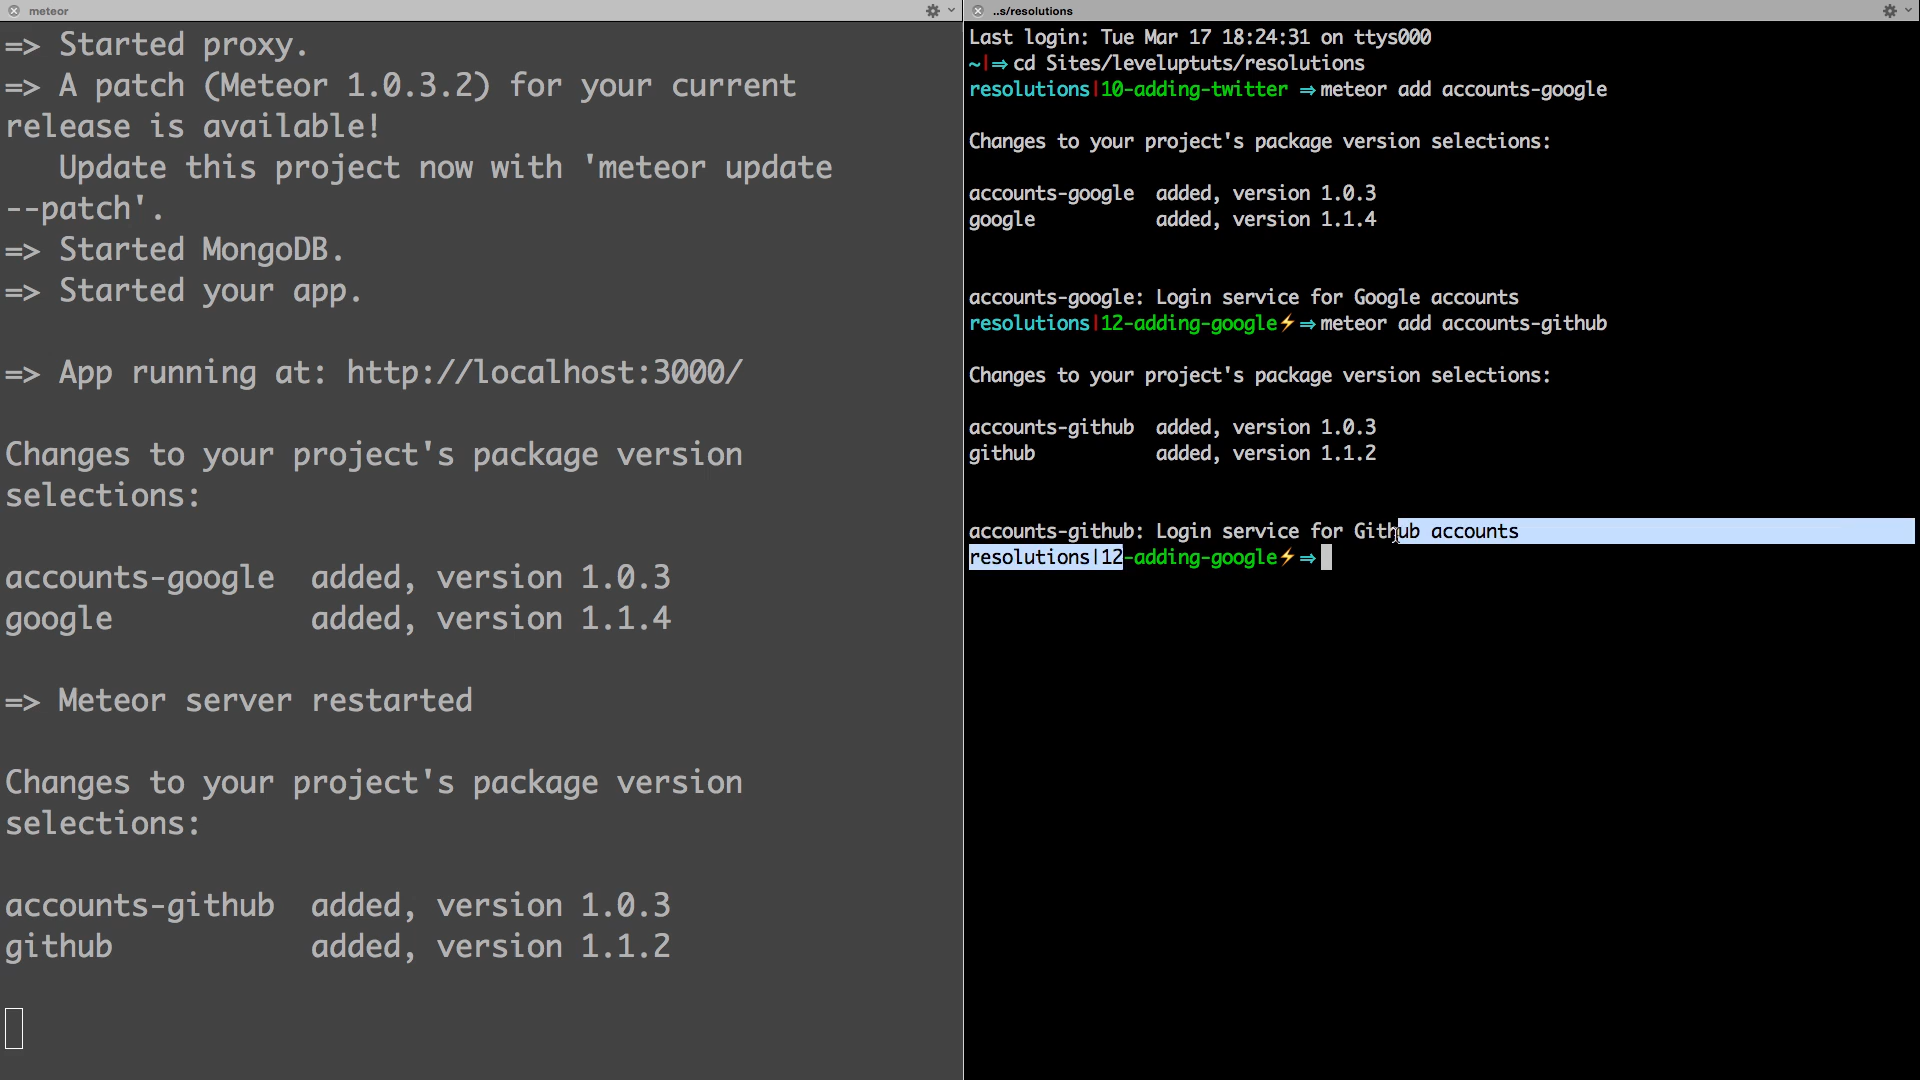 meteor
=> Started proxy.
=> A patch (Meteor 1.0.3.2) for your current
release is available!
   Update this project now with 'meteor update
--patch'.
=> Started MongoDB.
=> Started your app.
=> App running at: http://localhost:3000/
Changes to your project's package version
selections:
accounts-google  added, version 1.0.3
google           added, version 1.1.4
=> Meteor server restarted
Changes to your project's package version
selections:
accounts-github  added, version 1.0.3
github           added, version 1.1.2
..s/resolutions
Last login: Tue Mar 17 18:24:31 on ttys000
~|⇒ cd Sites/leveluptuts/resolutions
resolutions|10-adding-twitter ⇒ meteor add accounts-google
Changes to your project's package version selections:
accounts-google  added, version 1.0.3
google           added, version 1.1.4
accounts-google: Login service for Google accounts
resolutions|12-adding-google⚡ ⇒ meteor add accounts-github
Changes to your project's package version selections:
accounts-github  added, version 1.0.3
github           added, version 1.1.2
accounts-github: Login service for Github accounts
resolutions|12-adding-google⚡ ⇒